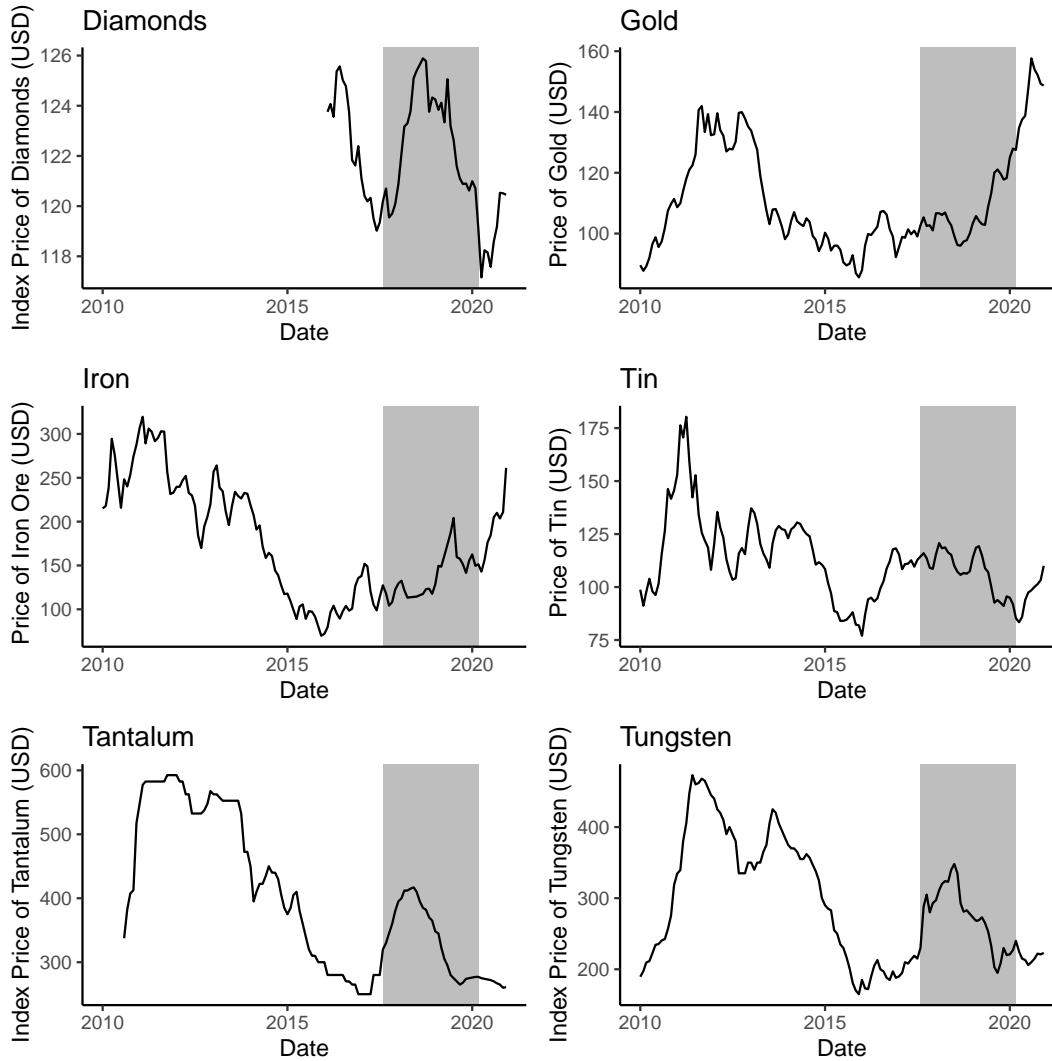 Diamonds
Index Price of Diamonds (USD)
126
124
122
120
118
2010
2015
2020
Date
Gold
Price of Gold (USD)
160
140
120
100
2010
2015
2020
Date
Iron
Price of Iron Ore (USD)
300
250
200
150
100
2010
2015
2020
Date
Tin
Price of Tin (USD)
175
150
125
100
75
2010
2015
2020
Date
Tantalum
Index Price of Tantalum (USD)
600
500
400
300
2010
2015
2020
Date
Tungsten
Index Price of Tungsten (USD)
400
300
200
2010
2015
2020
Date